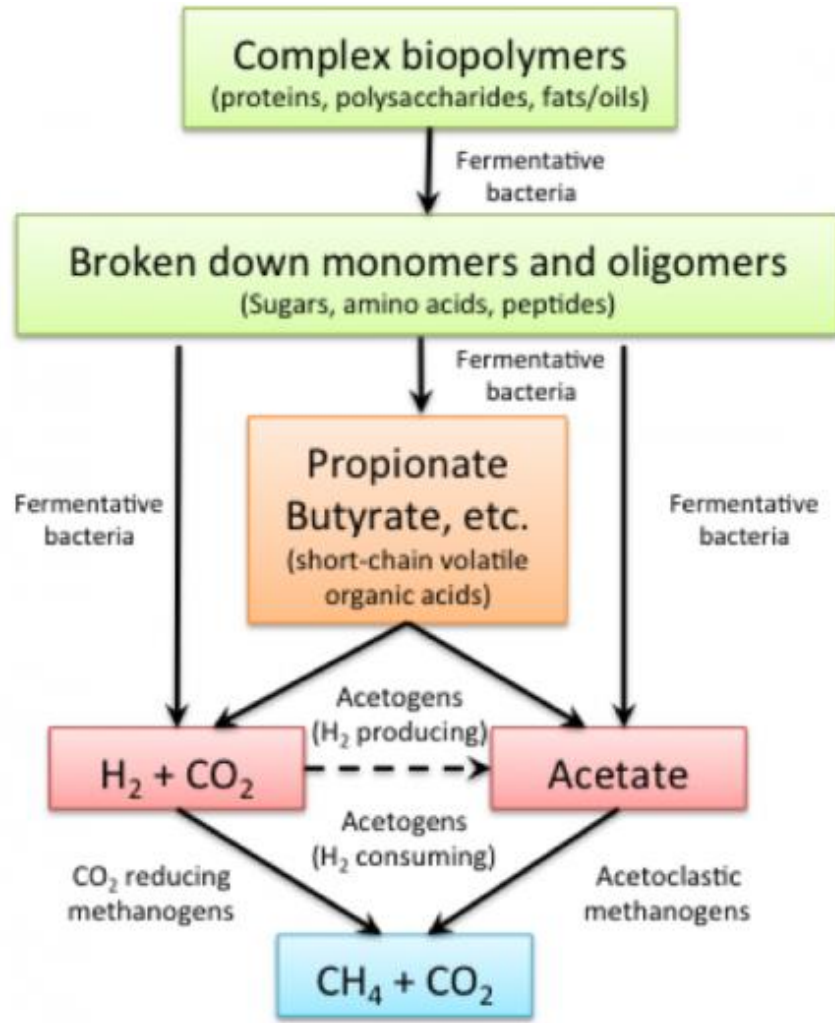 Complex biopolymers
(proteins, polysaccharides, fats/oils)
Fermentative
bacteria
Broken down monomers and oligomers
(Sugars, amino acids, peptides)
Fermentative
bacteria
Fermentative
bacteria
Propionate
Butyrate, etc.
(short-chain volatile
organic acids)
Fermentative
bacteria
Acetogens
(H₂ producing)
H₂ + CO₂
Acetate
Acetogens
(H₂ consuming)
CO₂ reducing
methanogens
Acetoclastic
methanogens
CH₄ + CO₂